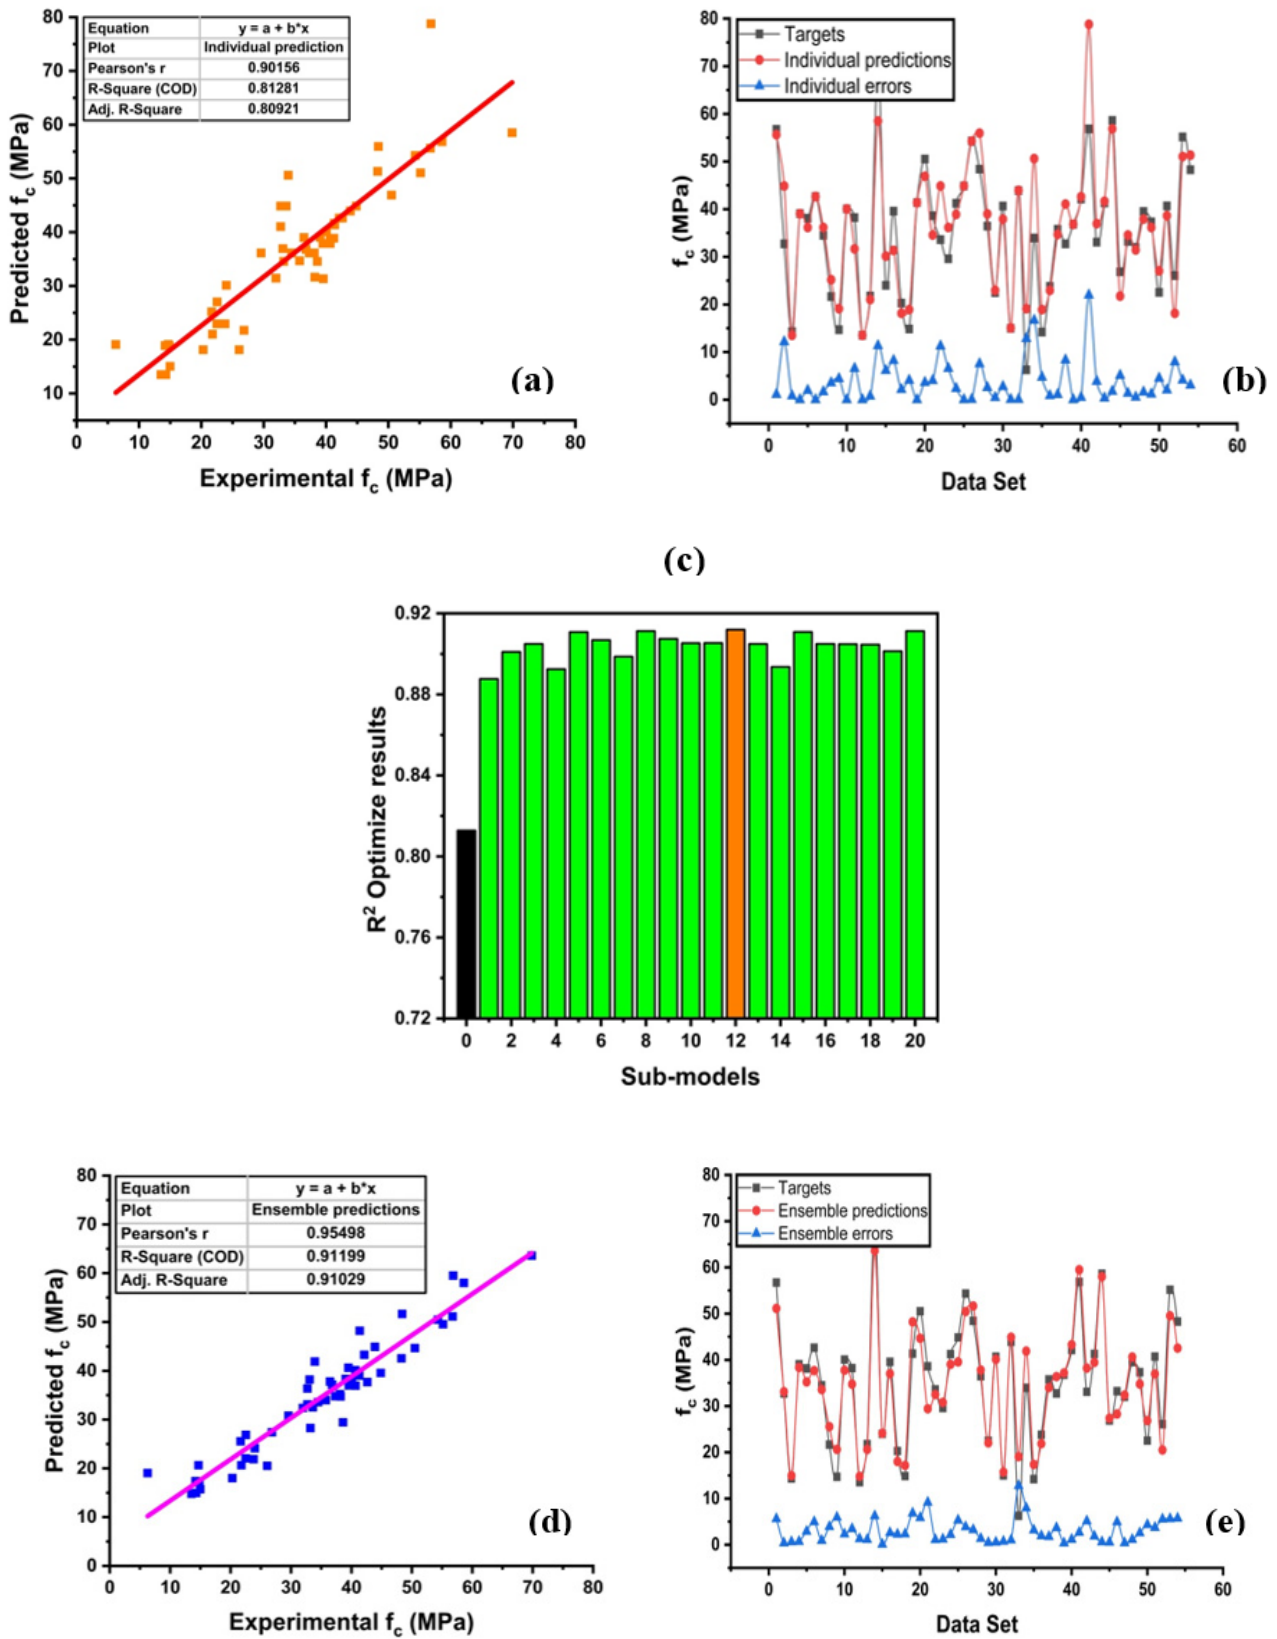 Equation y = a + b*x
Plot Individual prediction
Pearson's r 0.90156
R-Square (COD) 0.81281
Adj. R-Square 0.80921
80
70
60
50
40
30
20
10
Predicted fc (MPa)
0 10 20 30 40 50 60 70 80
Experimental fc (MPa)
(a)
Targets
Individual predictions
Individual errors
80
70
60
50
40
30
20
10
0
fc (MPa)
0 10 20 30 40 50 60
Data Set
(b)
(c)
0.92
0.88
0.84
0.80
0.76
0.72
R² Optimize results
0 2 4 6 8 10 12 14 16 18 20
Sub-models
Equation y = a + b*x
Plot Ensemble predictions
Pearson's r 0.95498
R-Square (COD) 0.91199
Adj. R-Square 0.91029
80
70
60
50
40
30
20
10
0
Predicted fc (MPa)
0 10 20 30 40 50 60 70 80
Experimental fc (MPa)
(d)
Targets
Ensemble predictions
Ensemble errors
80
70
60
50
40
30
20
10
0
fc (MPa)
0 10 20 30 40 50 60
Data Set
(e)